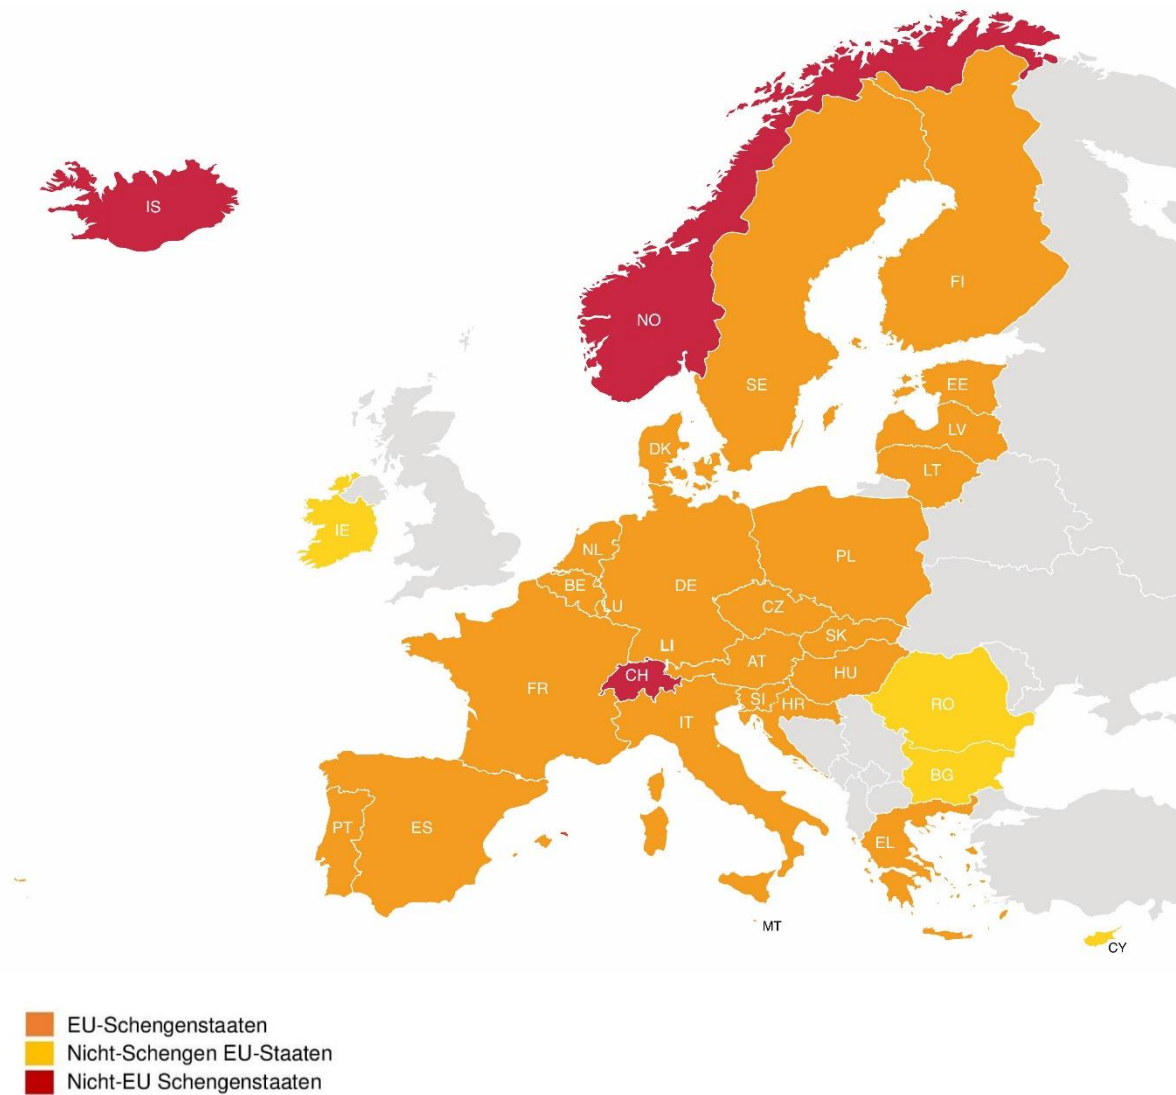 IS
FI
NO
SE
EE
LV
DK
LT
IE
NL
PL
BE
DE
LU
CZ
SK
LI
AT
CH
HU
FR
SI
HR
RO
IT
BG
PT
ES
EL
MT
CY
EU-Schengenstaaten
Nicht-Schengen EU-Staaten
Nicht-EU Schengenstaaten